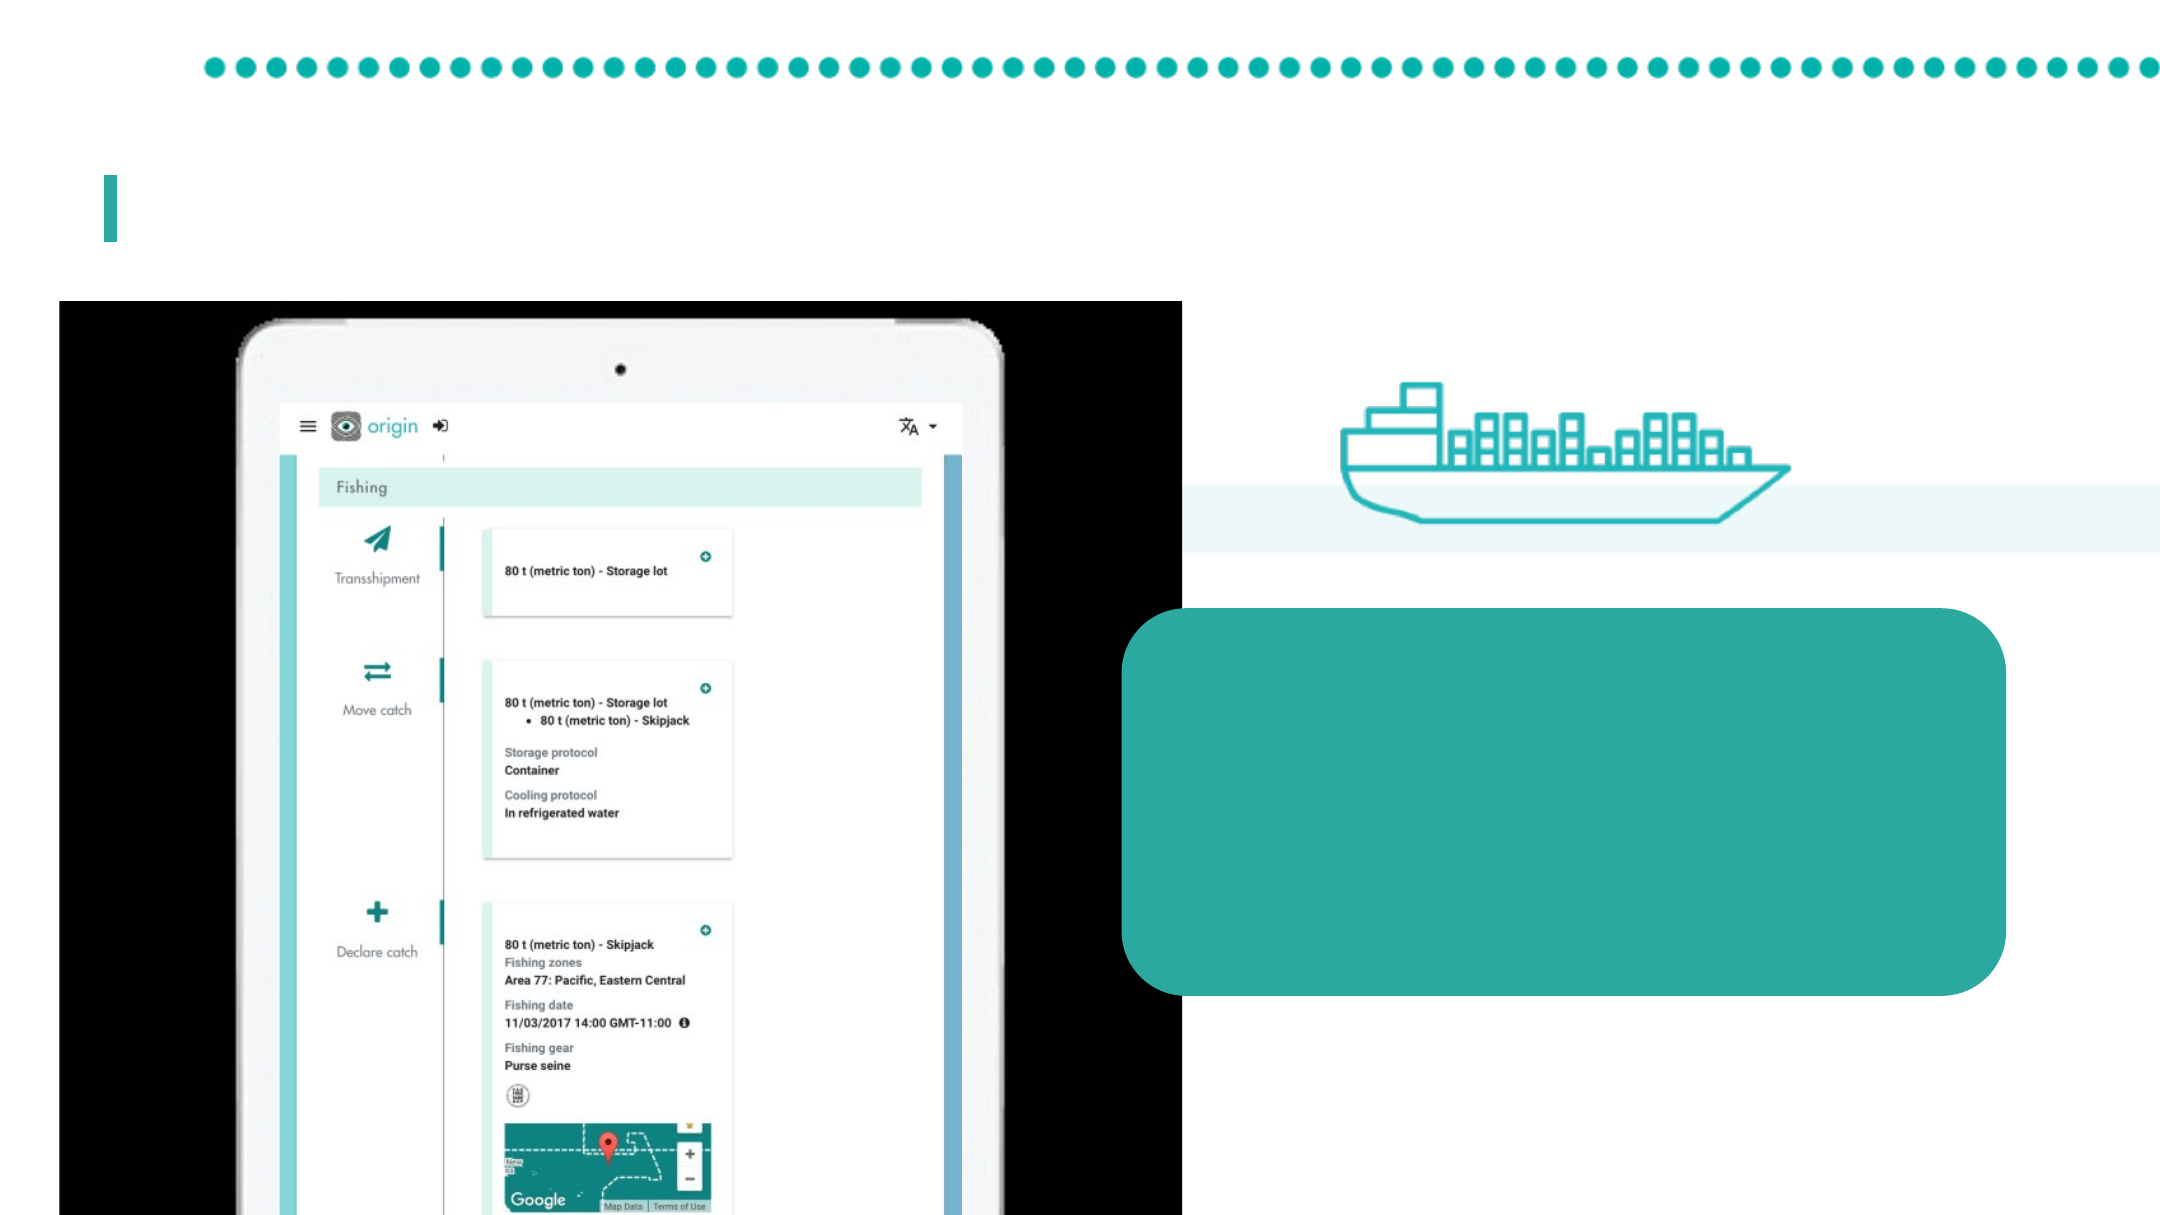 origin
Fishing
Transshipment
80 t (metric ton) - Storage lot
Move catch
80 t (metric ton) - Storage lot
• 80 t (metric ton) - Skipjack
Storage protocol
Container
Cooling protocol
In refrigerated water
Declare catch
80 t (metric ton) - Skipjack
Fishing zones
Area 77: Pacific, Eastern Central
Fishing date
11/03/2017 14:00 GMT-11:00
Fishing gear
Purse seine
New
Google
Map Data
Terms of Use